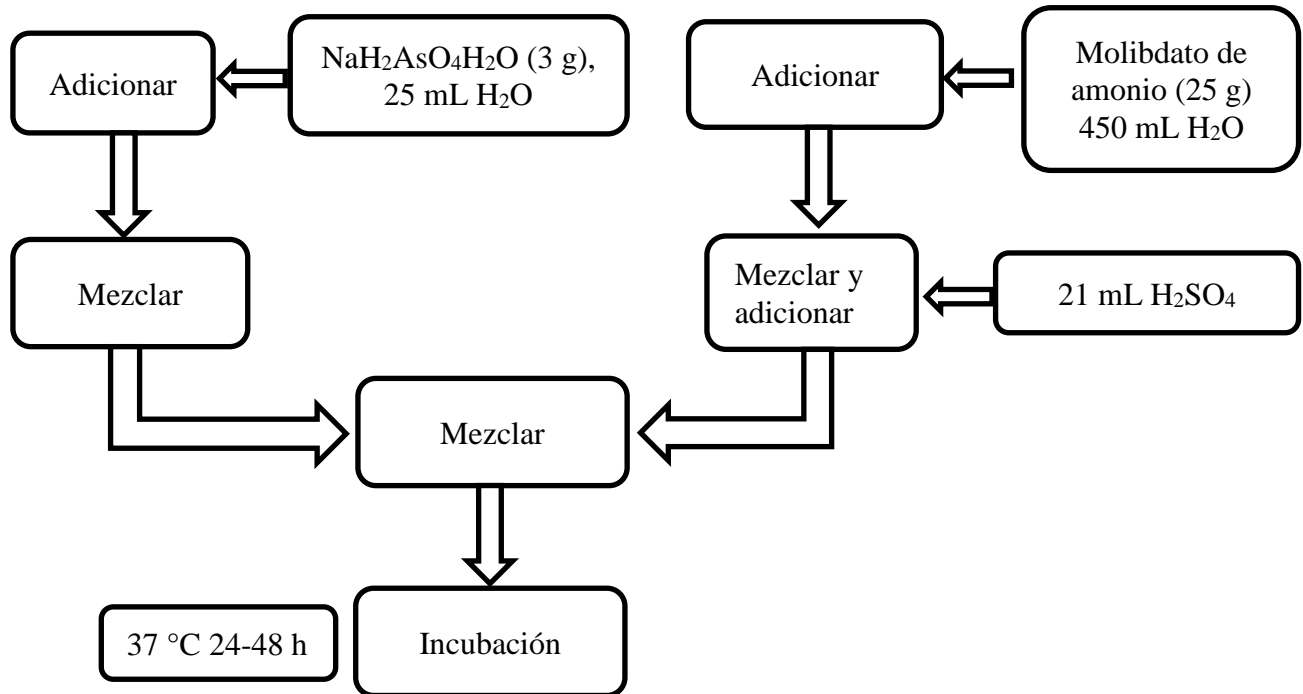 Adicionar
NaH₂AsO₄H₂O (3 g),
25 mL H₂O
Adicionar
Molibdato de
amonio (25 g)
450 mL H₂O
Mezclar
Mezclar y
adicionar
21 mL H₂SO₄
Mezclar
37 °C 24-48 h
Incubación